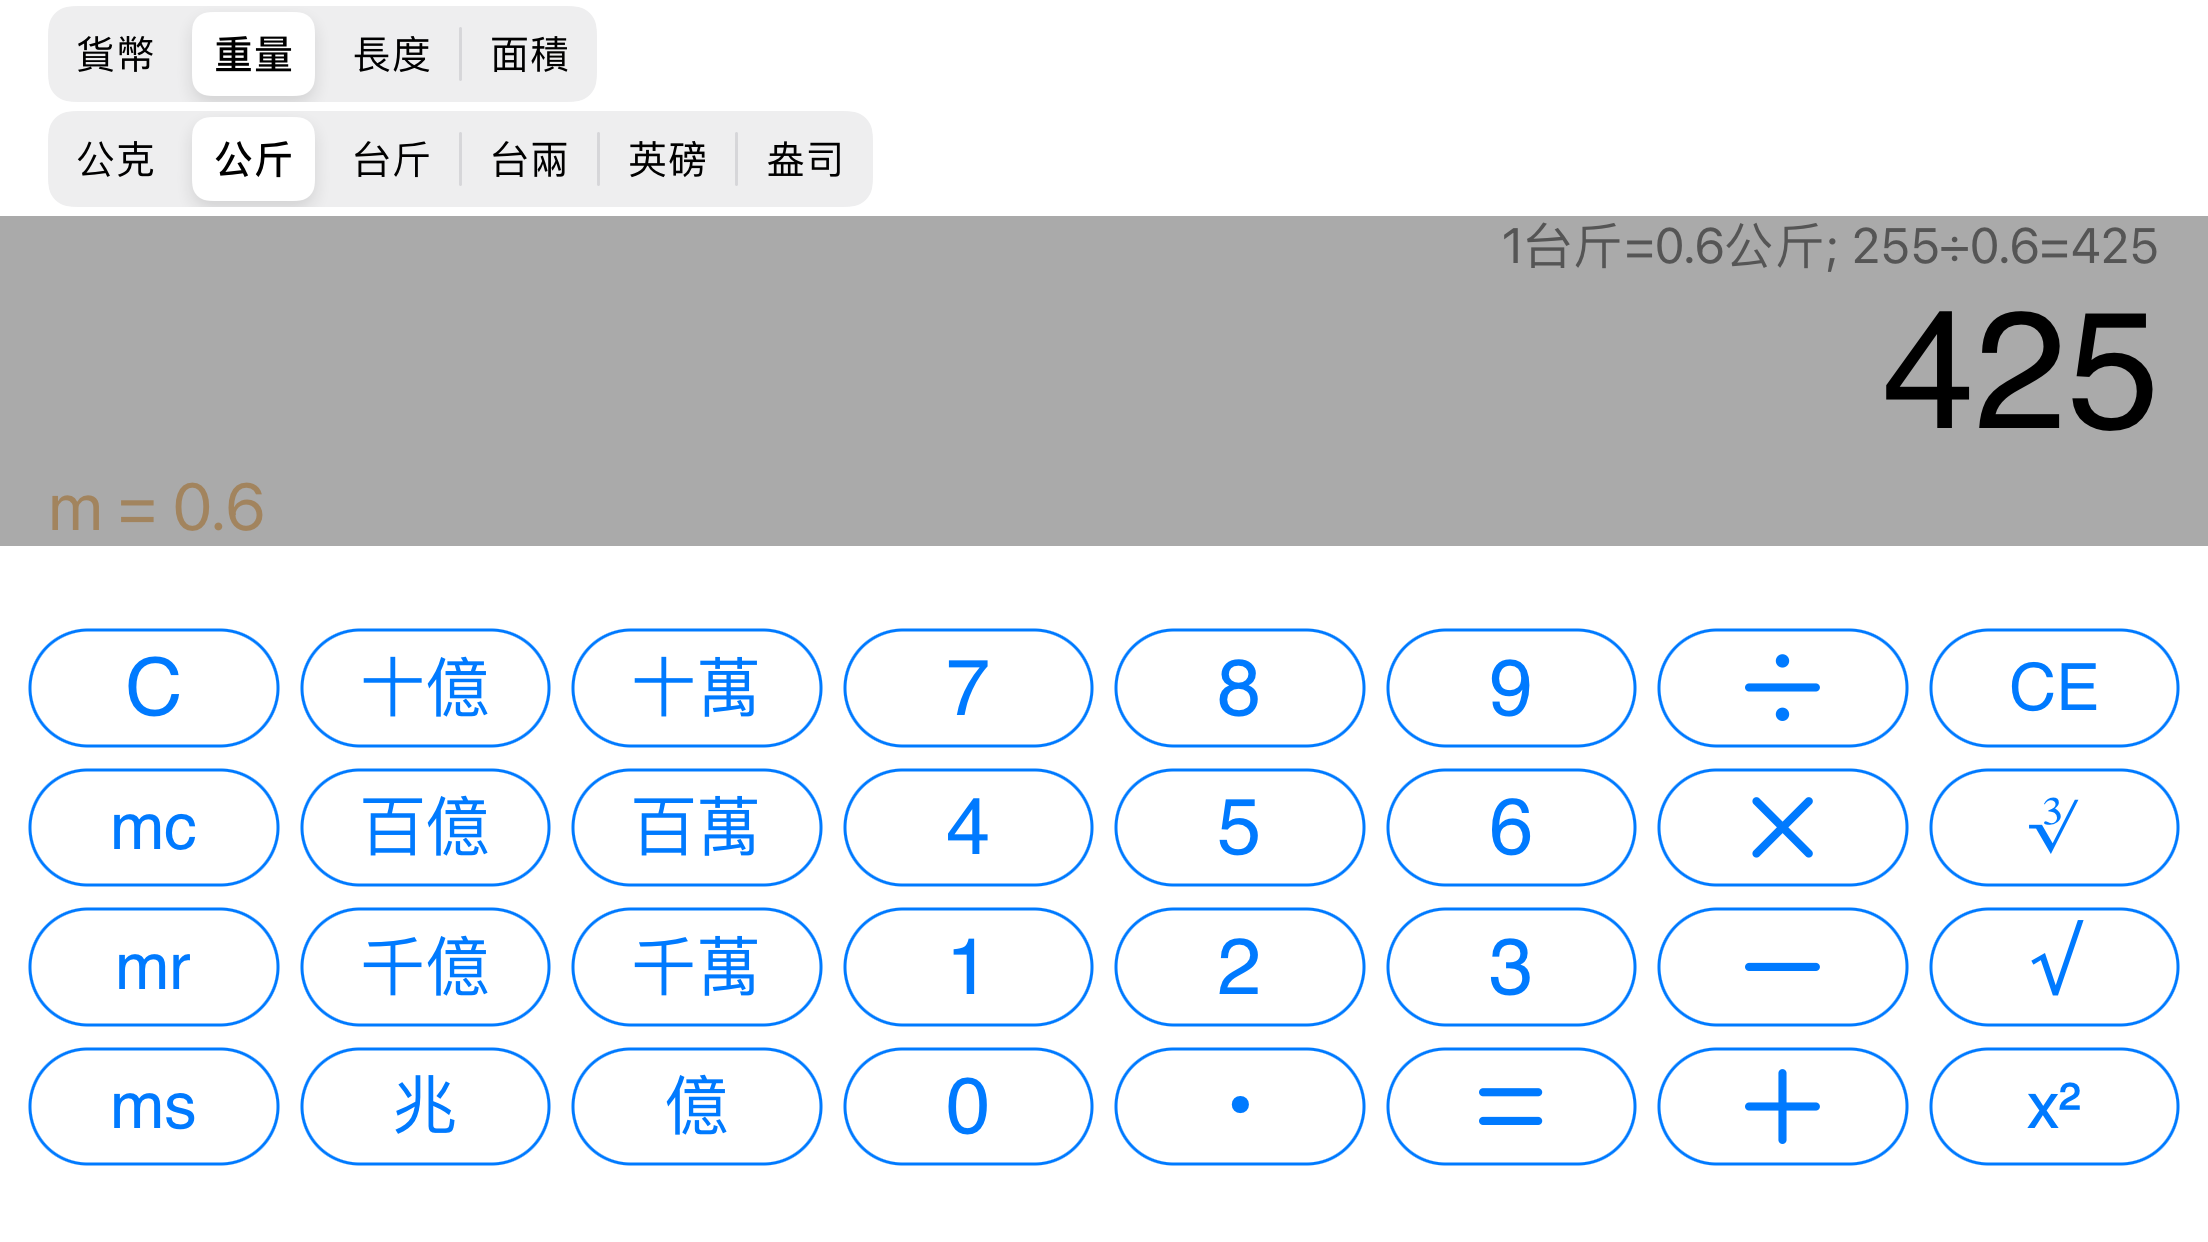 貨幣 重量 長度 面積
公克 公斤 台斤 台兩 英磅 盎司
1台斤=0.6公斤; 255÷0.6=425
425
m = 0.6
C 十億 十萬 7 8 9 ÷ CE
mc 百億 百萬 4 5 6 × ∛
mr 千億 千萬 1 2 3 − √
ms 兆 億 0 · = + x²